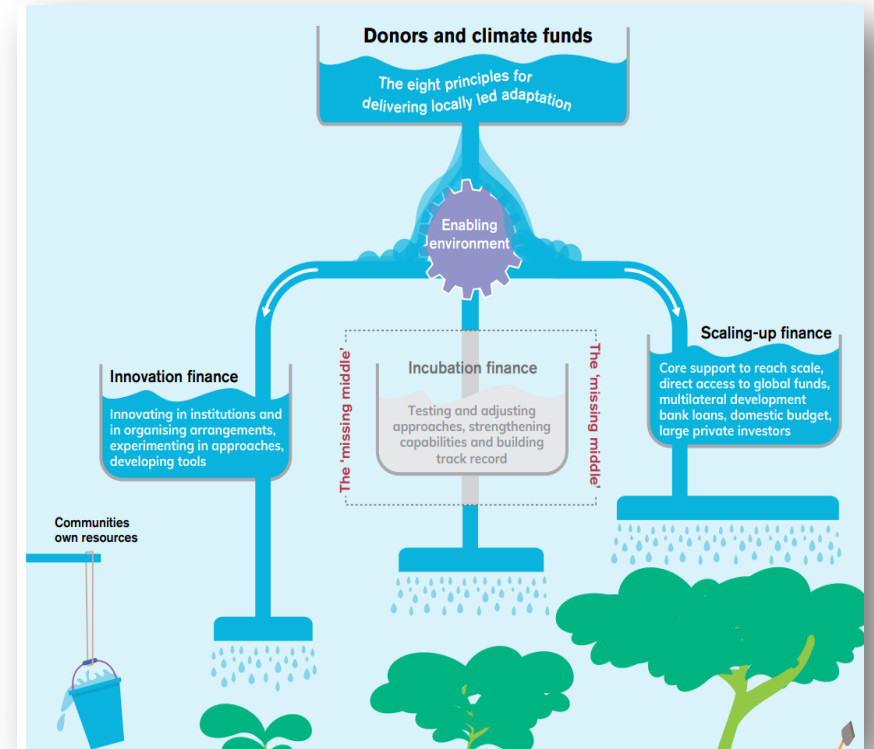 Donors and climate funds
The eight principles for
delivering locally led adaptation
Enabling
environment
Innovation finance
Innovating in institutions and
in organising arrangements,
experimenting in approaches,
developing tools
The ‘missing middle’
Incubation finance
Testing and adjusting
approaches, strengthening
capabilities and building
track record
The ‘missing middle’
Scaling-up finance
Core support to reach scale,
direct access to global funds,
multilateral development
bank loans, domestic budget,
large private investors
Communities
own resources